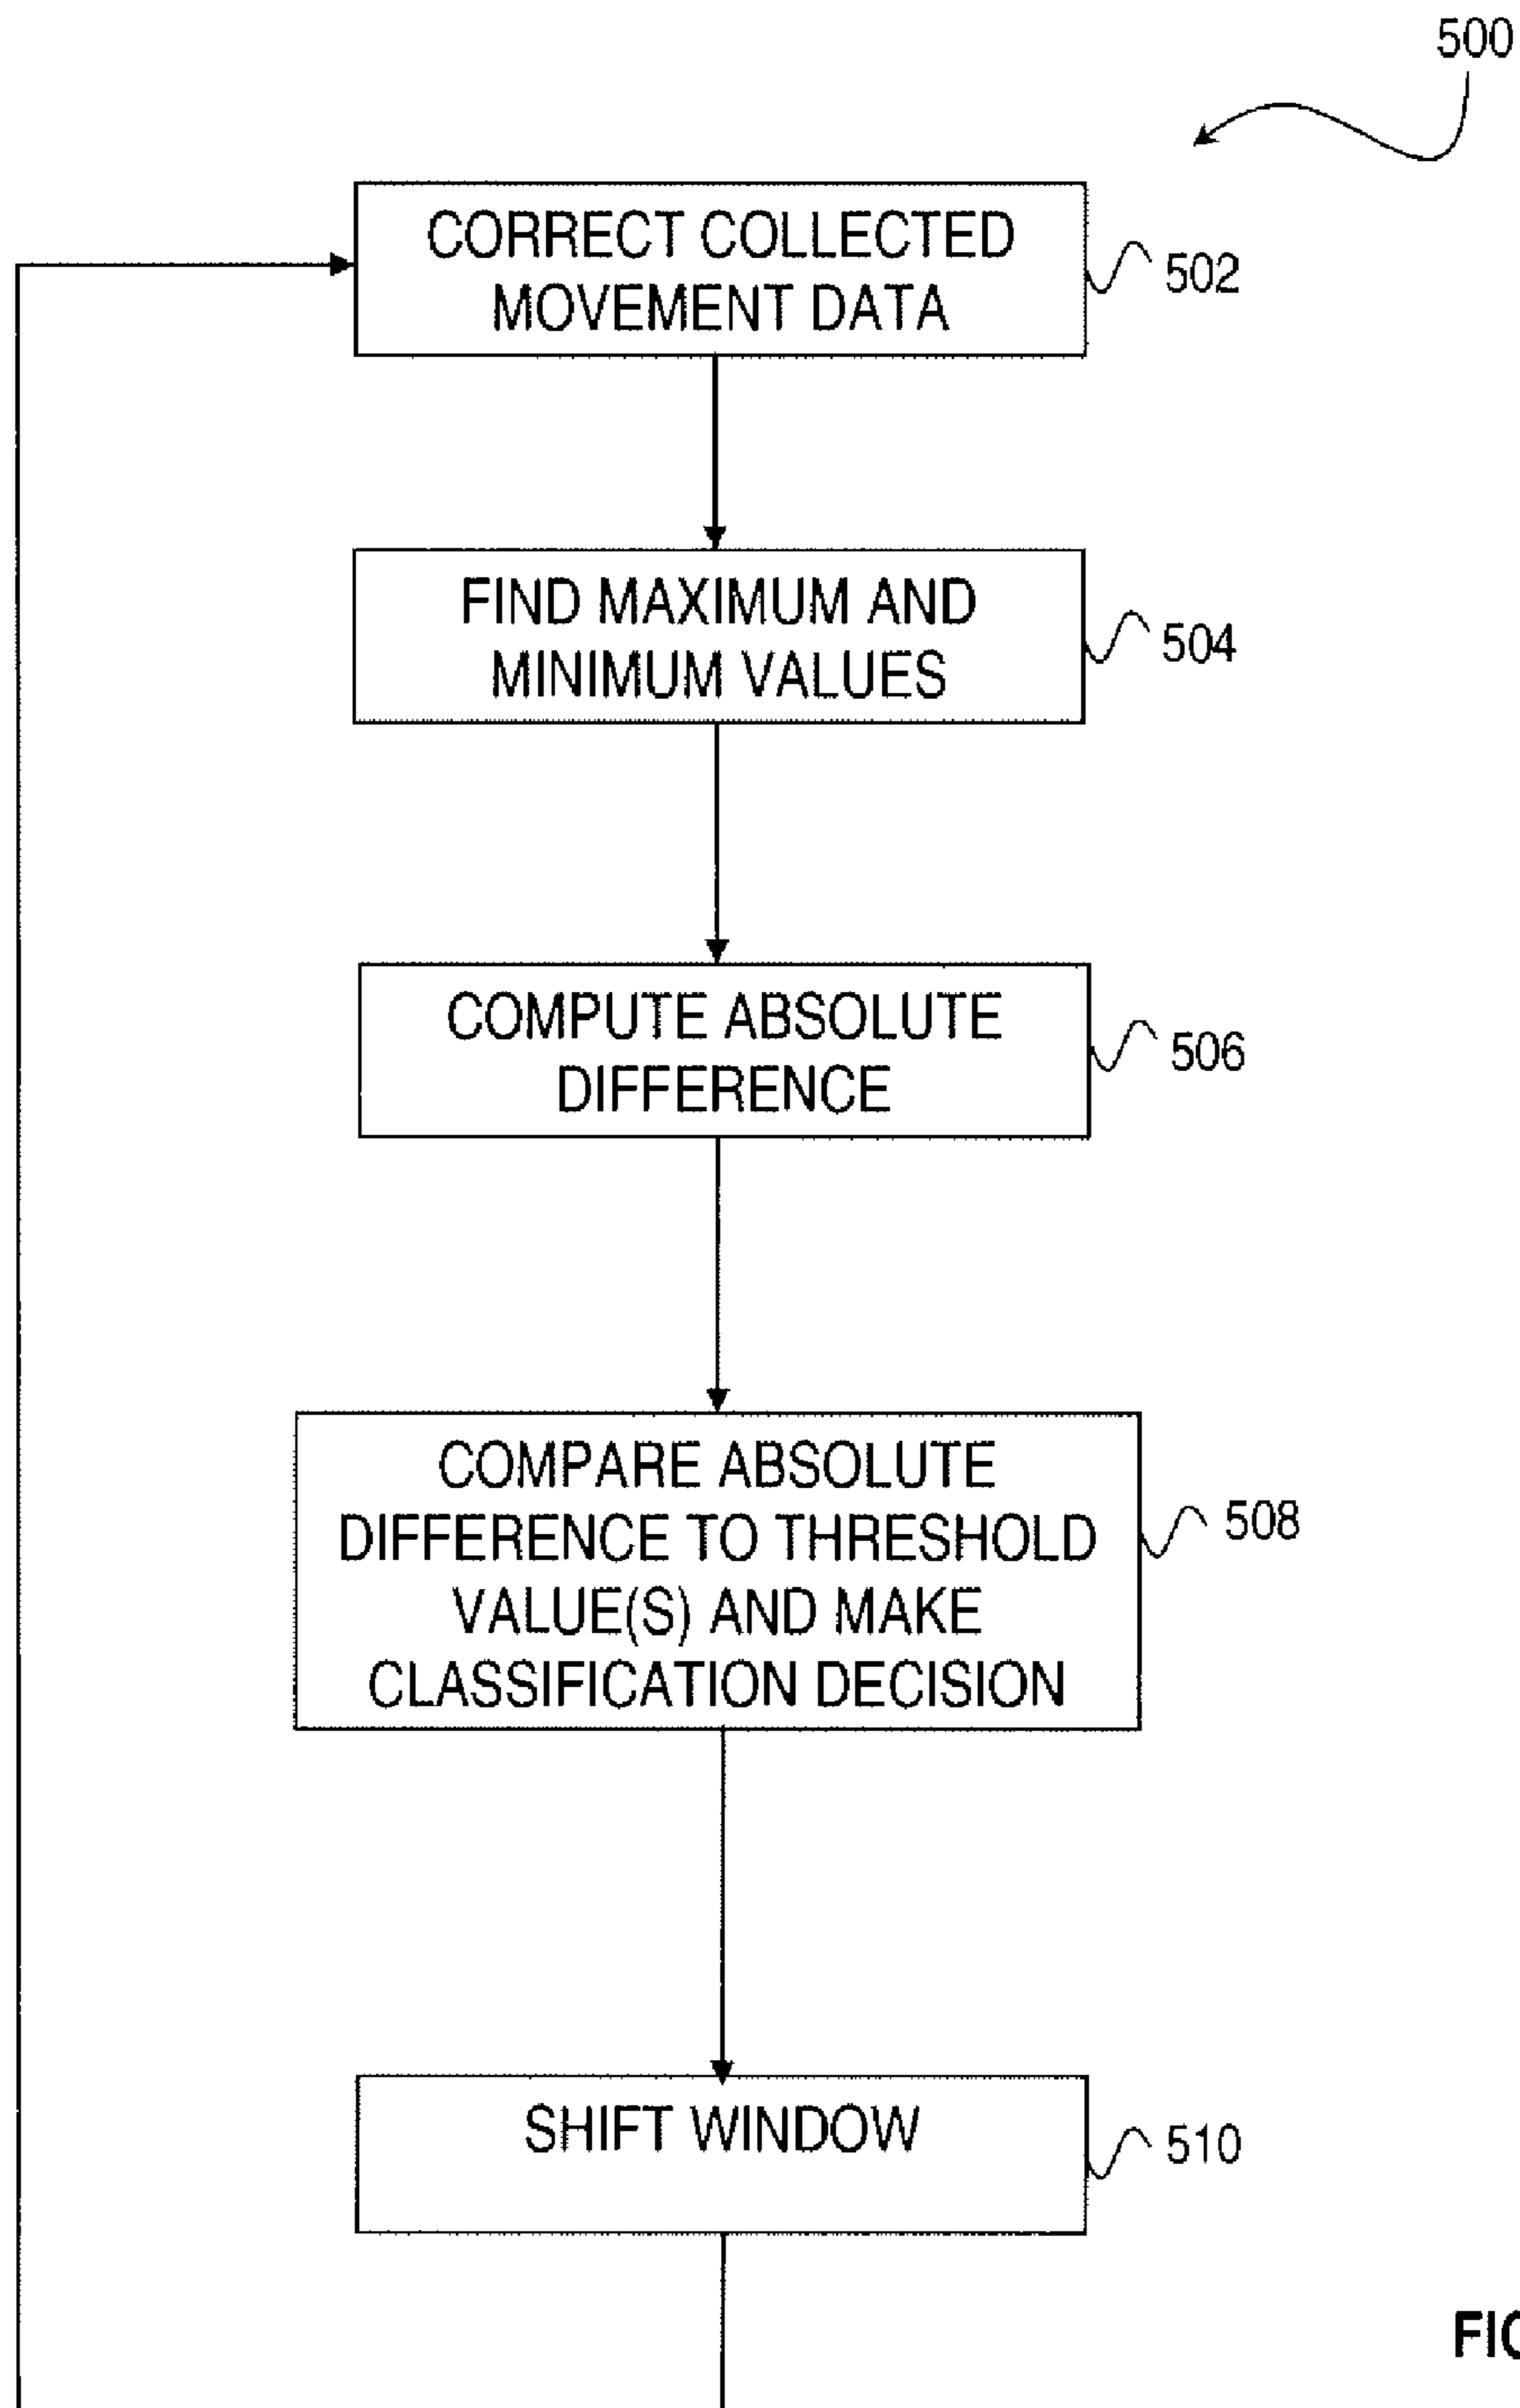 500
CORRECT COLLECTED
MOVEMENT DATA
502
FIND MAXIMUM AND
MINIMUM VALUES
504
COMPUTE ABSOLUTE
DIFFERENCE
506
COMPARE ABSOLUTE
DIFFERENCE TO THRESHOLD
VALUE(S) AND MAKE
CLASSIFICATION DECISION
508
SHIFT WINDOW
510